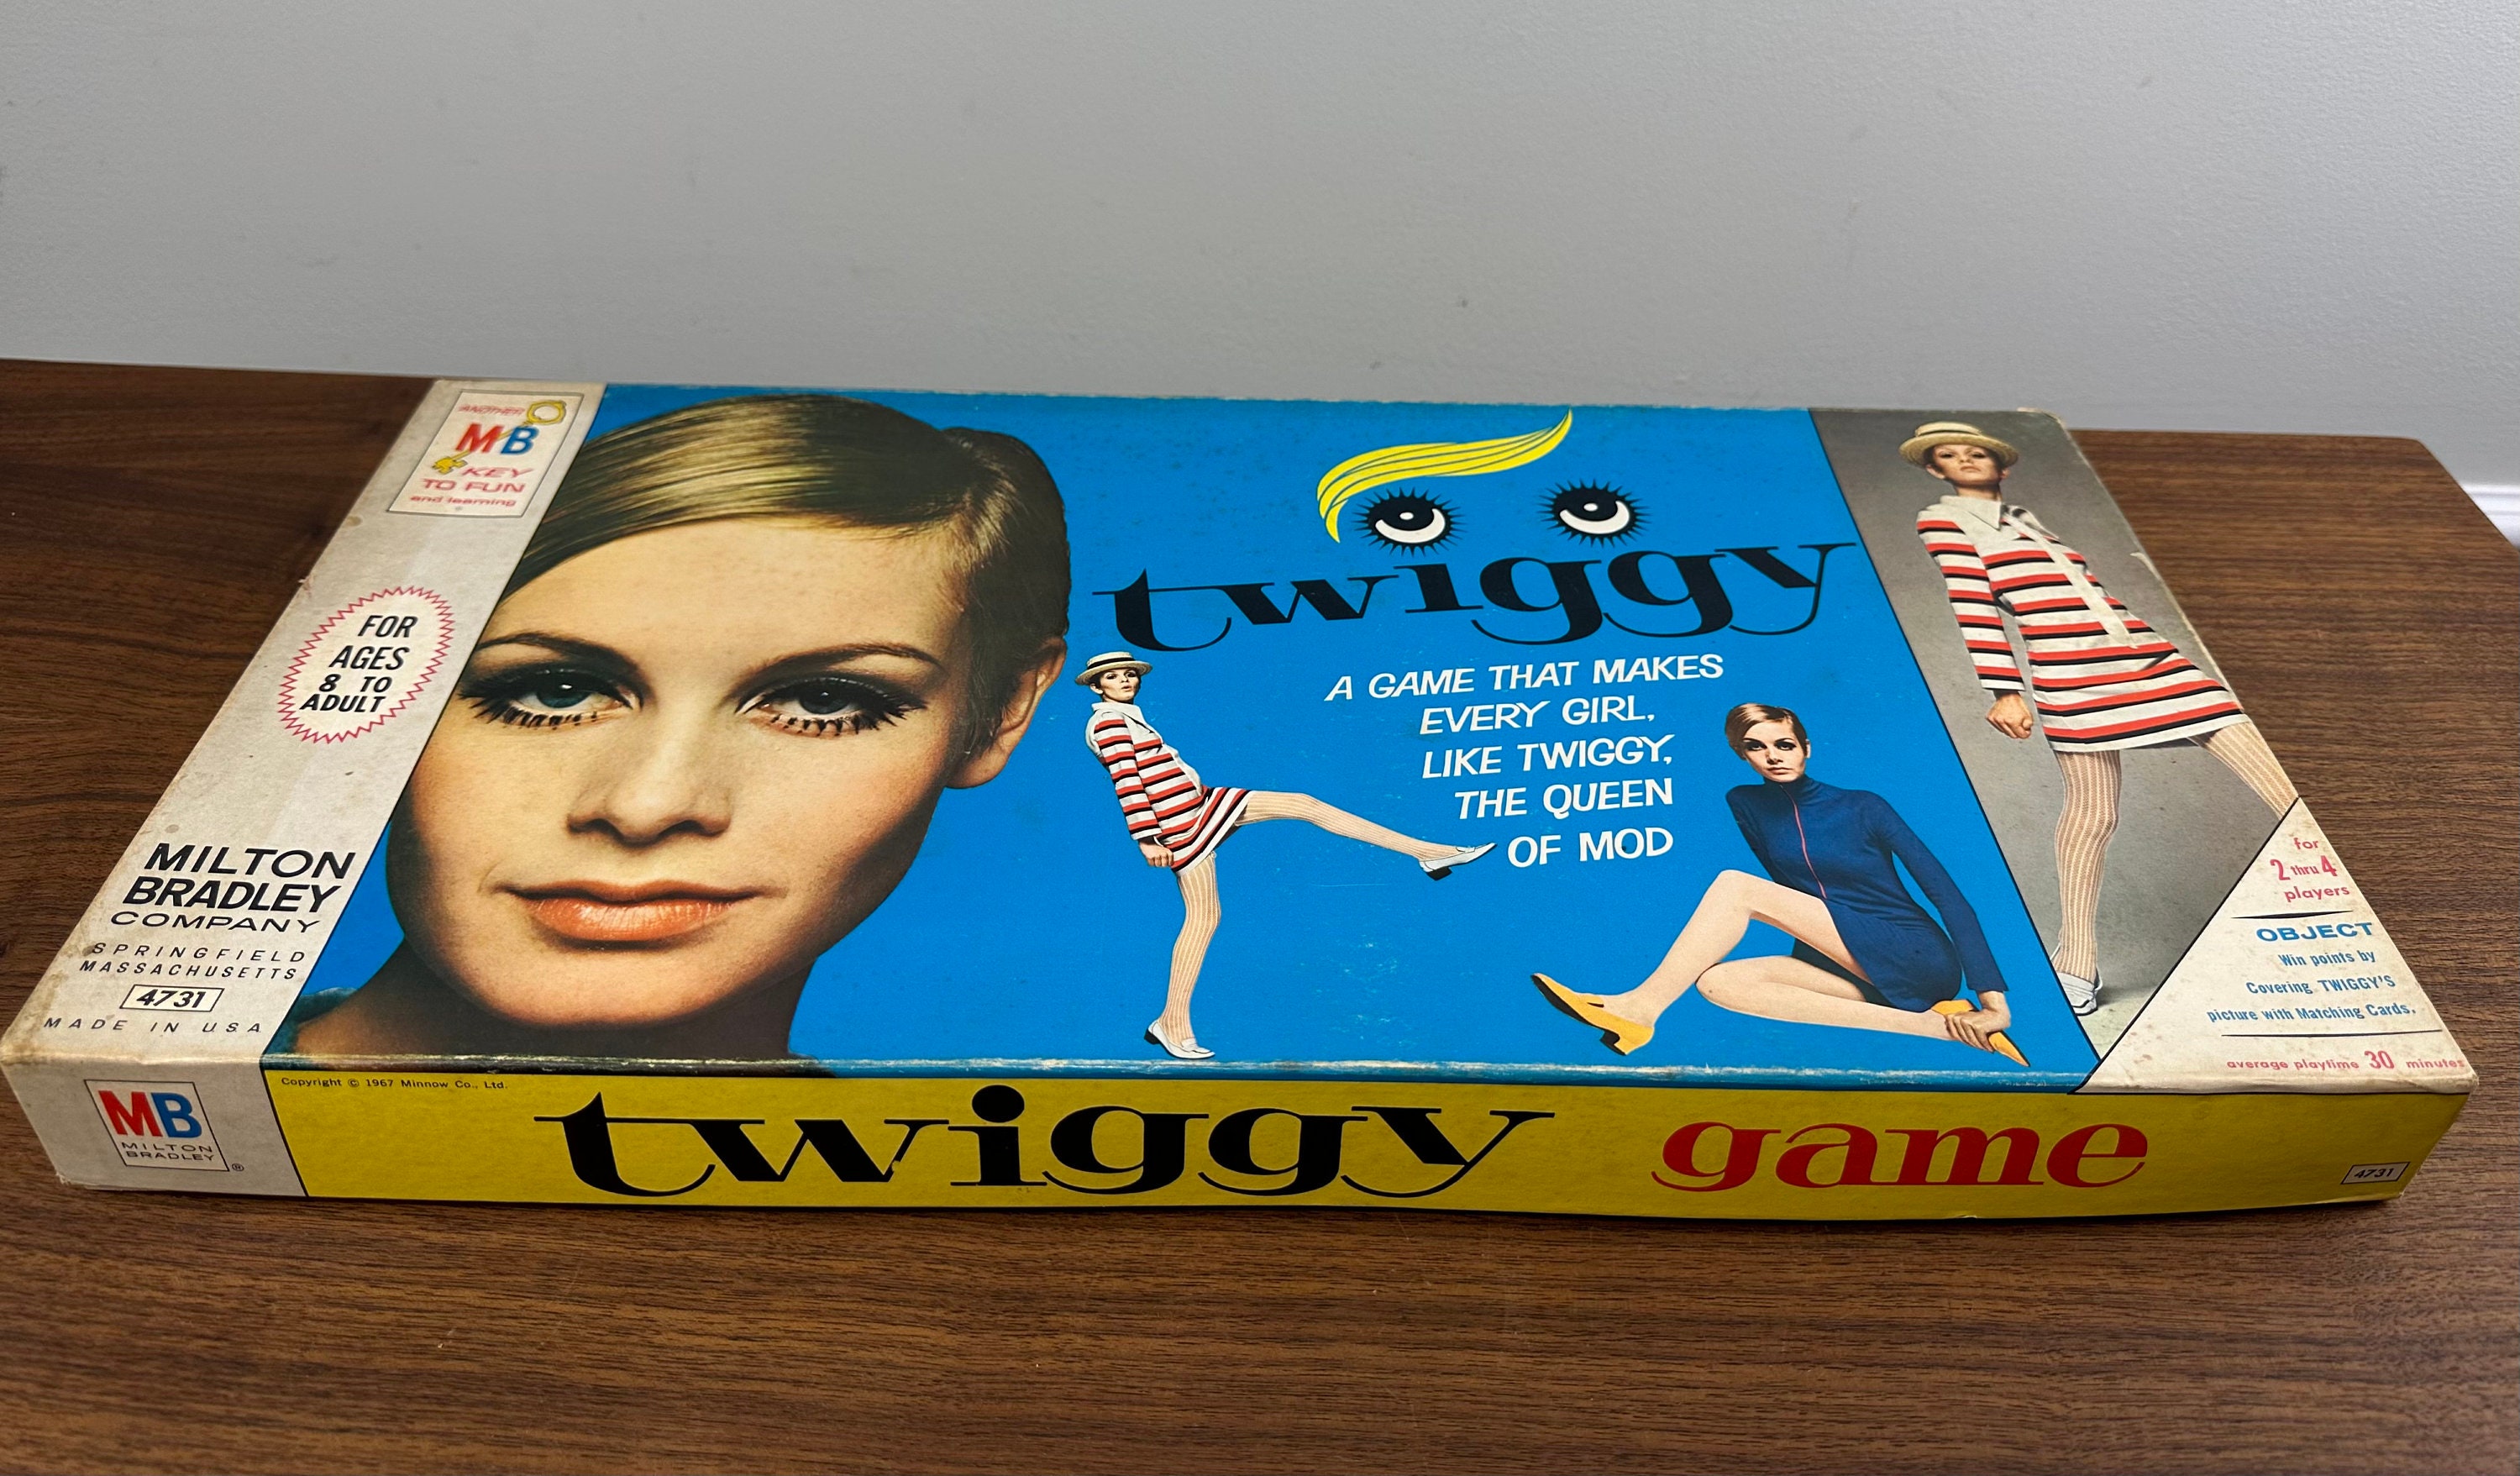 ANOTHER
MB
KEY
TO FUN
and learning
FOR
AGES
8 TO
ADULT
MILTON
BRADLEY
COMPANY
SPRINGFIELD
MASSACHUSETTS
4731
MADE IN U.S.A
twiggy
A GAME THAT MAKES
EVERY GIRL,
LIKE TWIGGY,
THE QUEEN
OF MOD
for
2 thru 4
players
OBJECT
Win points by
Covering TWIGGY'S
picture with Matching Cards.
average playtime 30 minutes
MB
MILTON
BRADLEY
®
Copyright © 1967 Minnow Co., Ltd.
twiggy game
4731